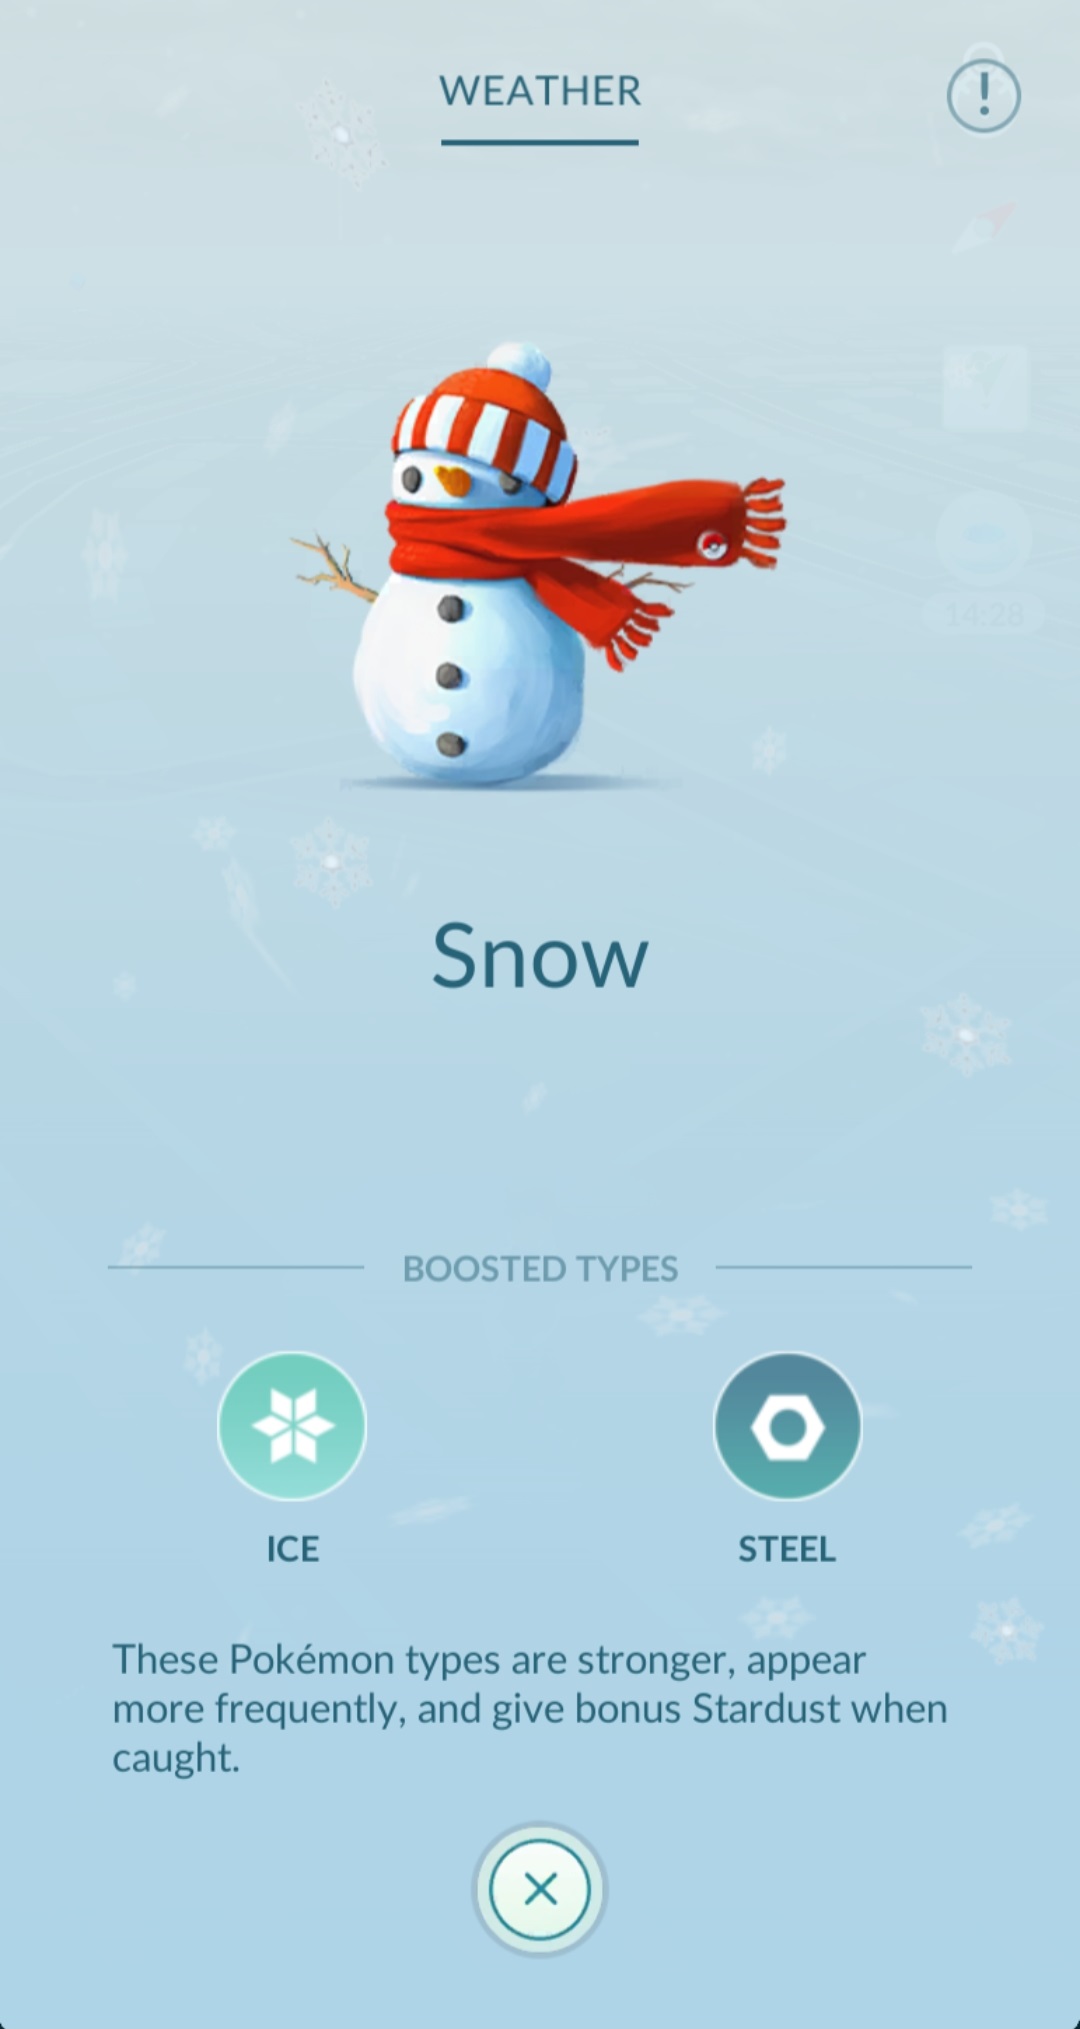 WEATHER
14:28
Snow
BOOSTED TYPES
ICE
STEEL
These Pokémon types are stronger, appear
more frequently, and give bonus Stardust when
caught.